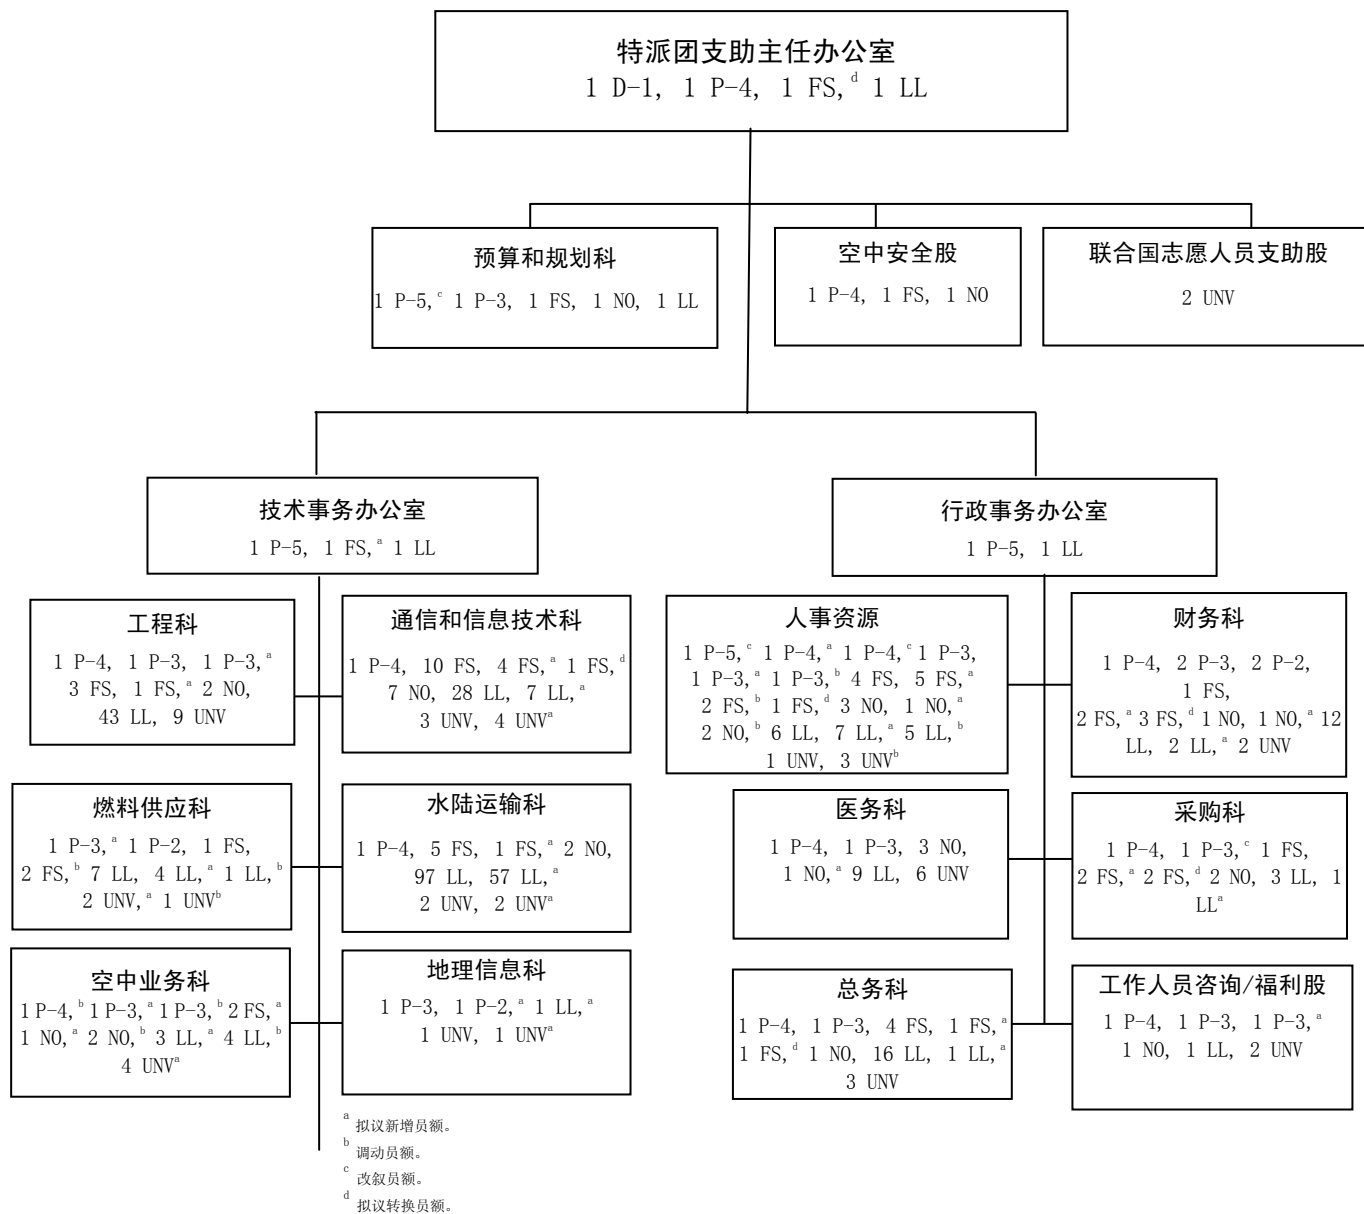 特派团支助主任办公室
1 D-1, 1 P-4, 1 FS,ᵈ 1 LL
预算和规划科
1 P-5,ᶜ 1 P-3, 1 FS, 1 NO, 1 LL
空中安全股
1 P-4, 1 FS, 1 NO
联合国志愿人员支助股
2 UNV
技术事务办公室
1 P-5, 1 FS,ᵃ 1 LL
行政事务办公室
1 P-5, 1 LL
工程科
1 P-4, 1 P-3, 1 P-3,ᵃ
3 FS, 1 FS,ᵃ 2 NO,
43 LL, 9 UNV
通信和信息技术科
1 P-4, 10 FS, 4 FS,ᵃ 1 FS,ᵈ
7 NO, 28 LL, 7 LL,ᵃ
3 UNV, 4 UNVᵃ
人事资源
1 P-5,ᶜ 1 P-4,ᵃ 1 P-4,ᶜ 1 P-3,
1 P-3,ᵃ 1 P-3,ᵇ 4 FS, 5 FS,ᵃ
2 FS,ᵇ 1 FS,ᵈ 3 NO, 1 NO,ᵃ
2 NO,ᵇ 6 LL, 7 LL,ᵃ 5 LL,ᵇ
1 UNV, 3 UNVᵇ
财务科
1 P-4, 2 P-3, 2 P-2,
1 FS,
2 FS,ᵃ 3 FS,ᵈ 1 NO, 1 NO,ᵃ 12
LL, 2 LL,ᵃ 2 UNV
燃料供应科
1 P-3,ᵃ 1 P-2, 1 FS,
2 FS,ᵇ 7 LL, 4 LL,ᵃ 1 LL,ᵇ
2 UNV,ᵃ 1 UNVᵇ
水陆运输科
1 P-4, 5 FS, 1 FS,ᵃ 2 NO,
97 LL, 57 LL,ᵃ
2 UNV, 2 UNVᵃ
医务科
1 P-4, 1 P-3, 3 NO,
1 NO,ᵃ 9 LL, 6 UNV
采购科
1 P-4, 1 P-3,ᶜ 1 FS,
2 FS,ᵃ 2 FS,ᵈ 2 NO, 3 LL, 1
LLᵃ
空中业务科
1 P-4,ᵇ 1 P-3,ᵃ 1 P-3,ᵇ 2 FS,ᵃ
1 NO,ᵃ 2 NO,ᵇ 3 LL,ᵃ 4 LL,ᵇ
4 UNVᵃ
地理信息科
1 P-3, 1 P-2,ᵃ 1 LL,ᵃ
1 UNV, 1 UNVᵃ
总务科
1 P-4, 1 P-3, 4 FS, 1 FS,ᵃ
1 FS,ᵈ 1 NO, 16 LL, 1 LL,ᵃ
3 UNV
工作人员咨询/福利股
1 P-4, 1 P-3, 1 P-3,ᵃ
1 NO, 1 LL, 2 UNV
ᵃ 拟议新增员额。
ᵇ 调动员额。
ᶜ 改叙员额。
ᵈ 拟议转换员额。